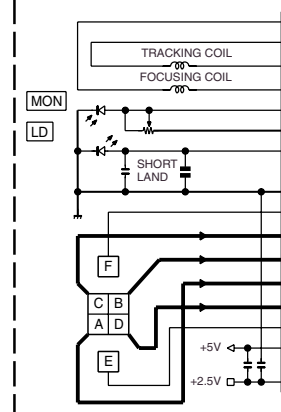 TRACKING COIL
FOCUSING COIL
MON
LD
SHORT
LAND
F
C B
A D
E
+5V
+2.5V